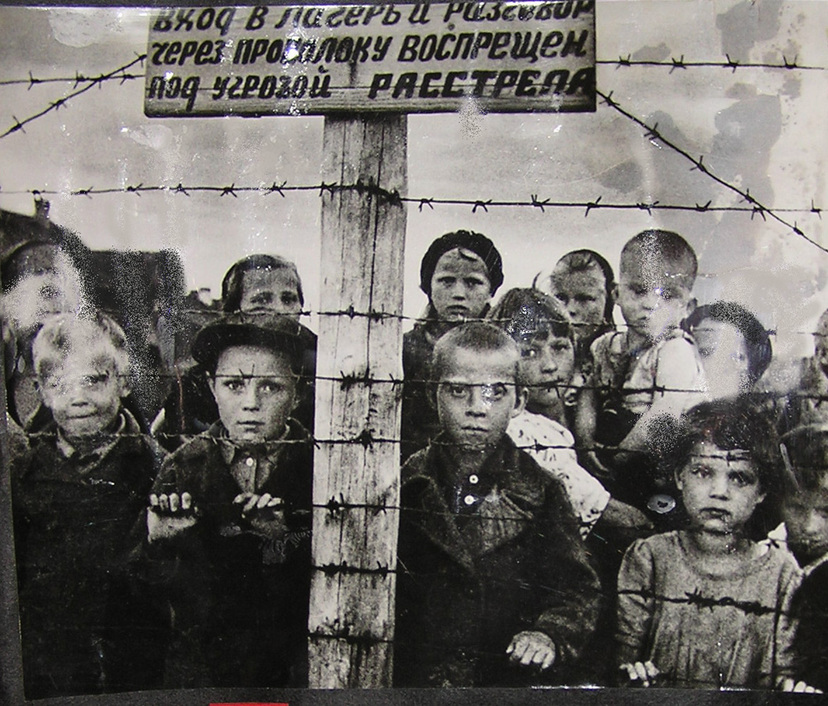 ВХОД В ЛАГЕРЬ И РАЗГОВОР
ЧЕРЕЗ ПРОВОЛОКУ ВОСПРЕЩЕН
ПОД УГРОЗОЙ РАССТРЕЛА